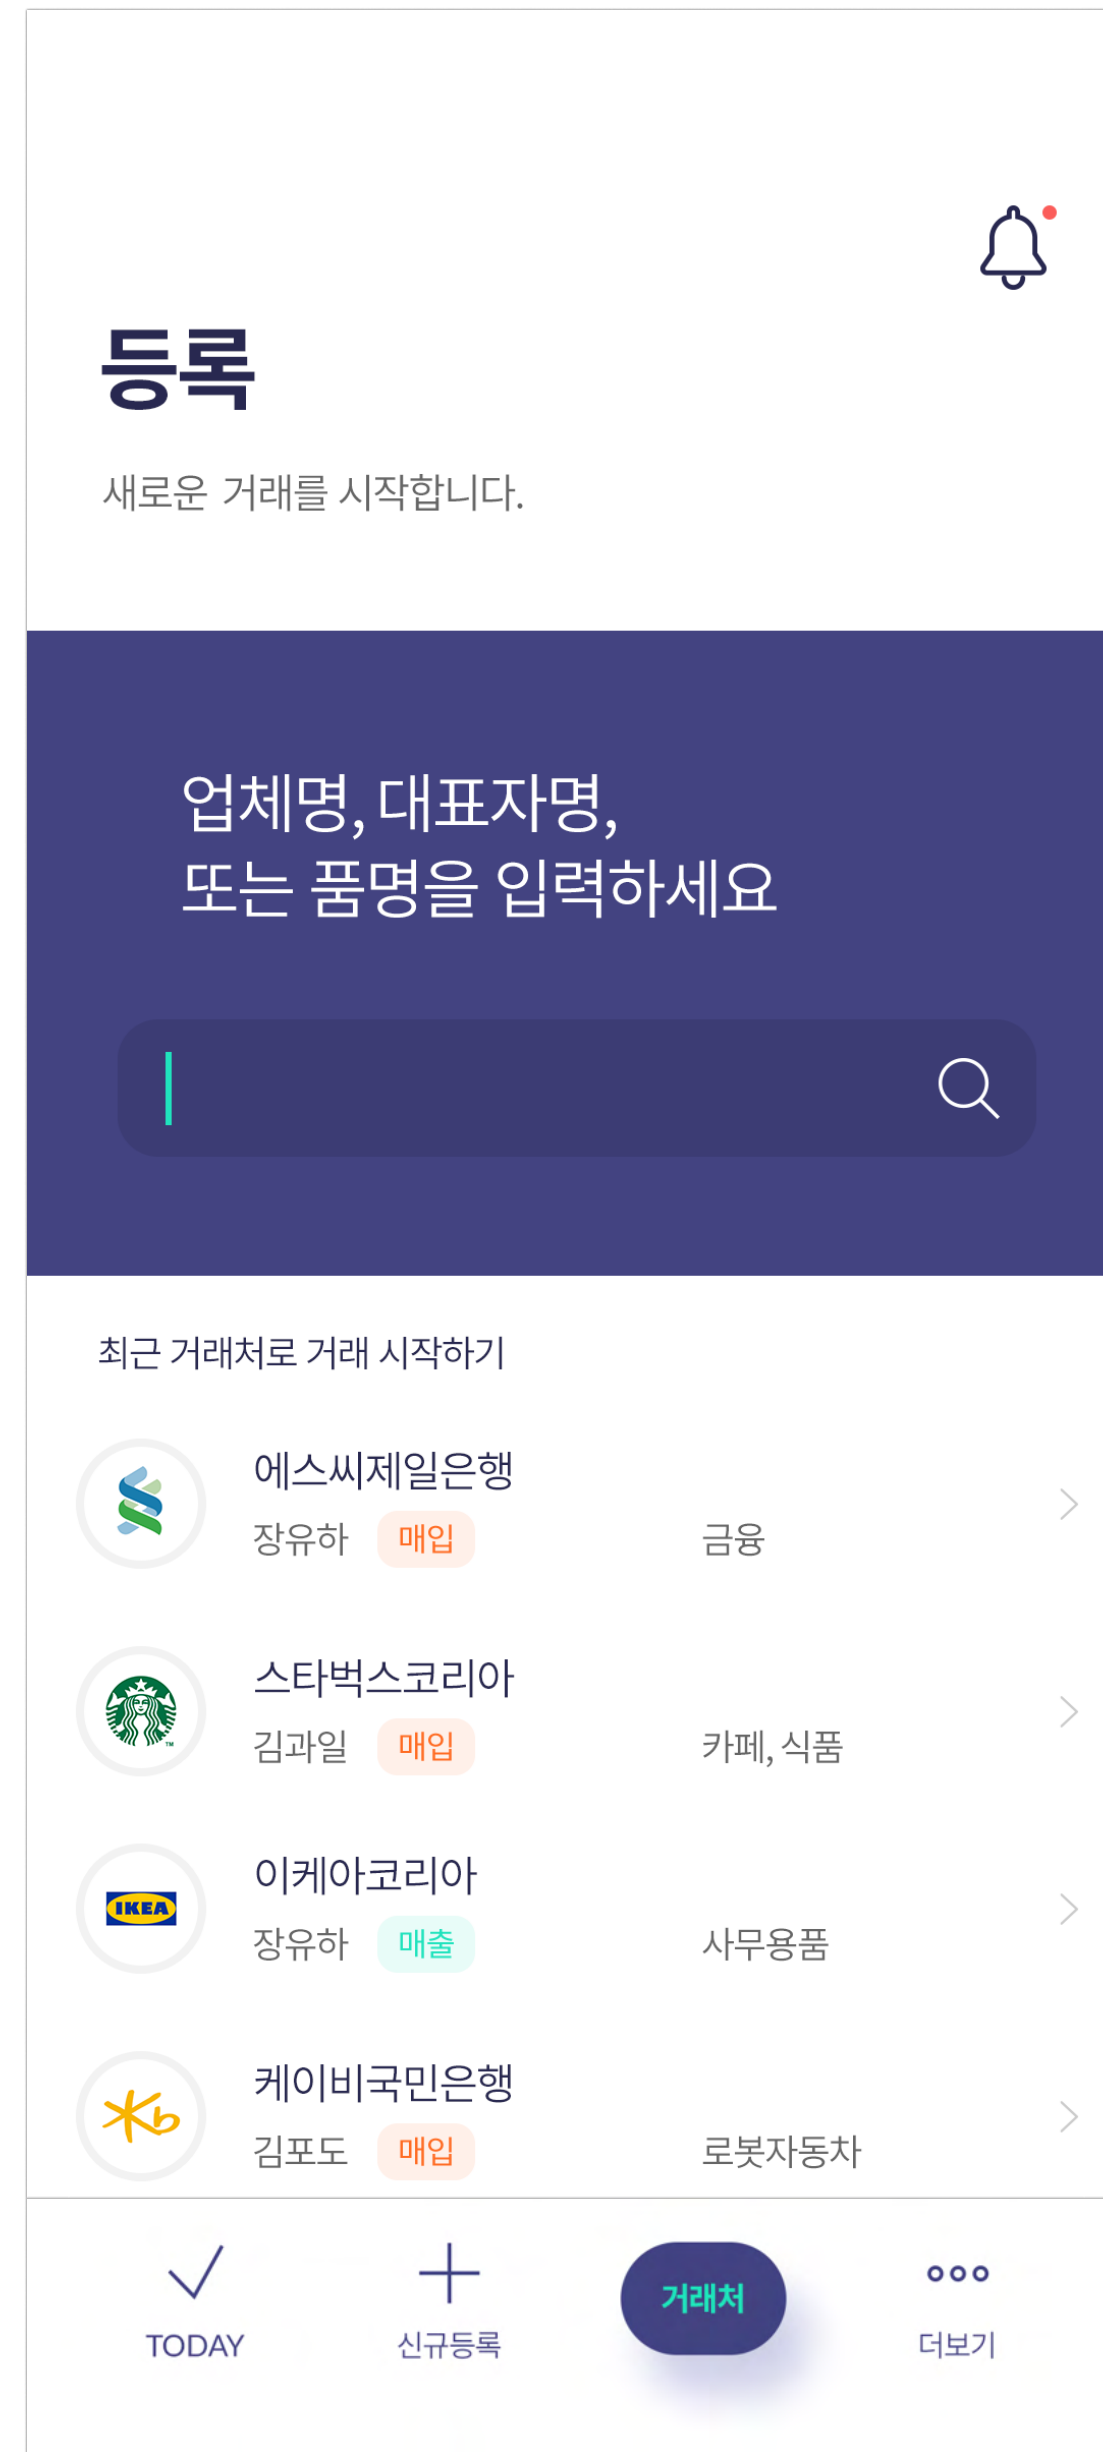 등록
새로운 거래를 시작합니다.
업체명, 대표자명,
또는 품명을 입력하세요
최근 거래처로 거래 시작하기
에스씨제일은행
장유하 매입 금융
스타벅스코리아
TM
김과일 매입 카페, 식품
이케아코리아
IKEA
장유하 매출 사무용품
케이비국민은행
Kb
김포도 매입 로봇자동차
거래처
TODAY 신규등록 더보기